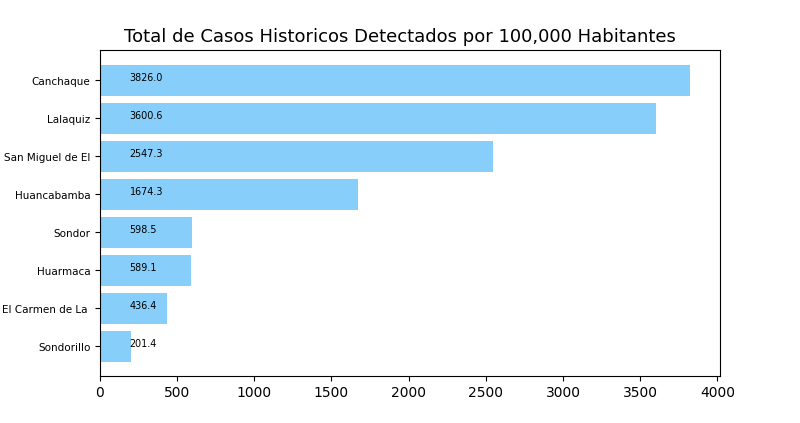 Total de Casos Historicos Detectados por 100,000 Habitantes
Canchaque 3826.0
Lalaquiz 3600.6
San Miguel de El 2547.3
Huancabamba 1674.3
Sondor 598.5
Huarmaca 589.1
El Carmen de La 436.4
Sondorillo 201.4
0 500 1000 1500 2000 2500 3000 3500 4000